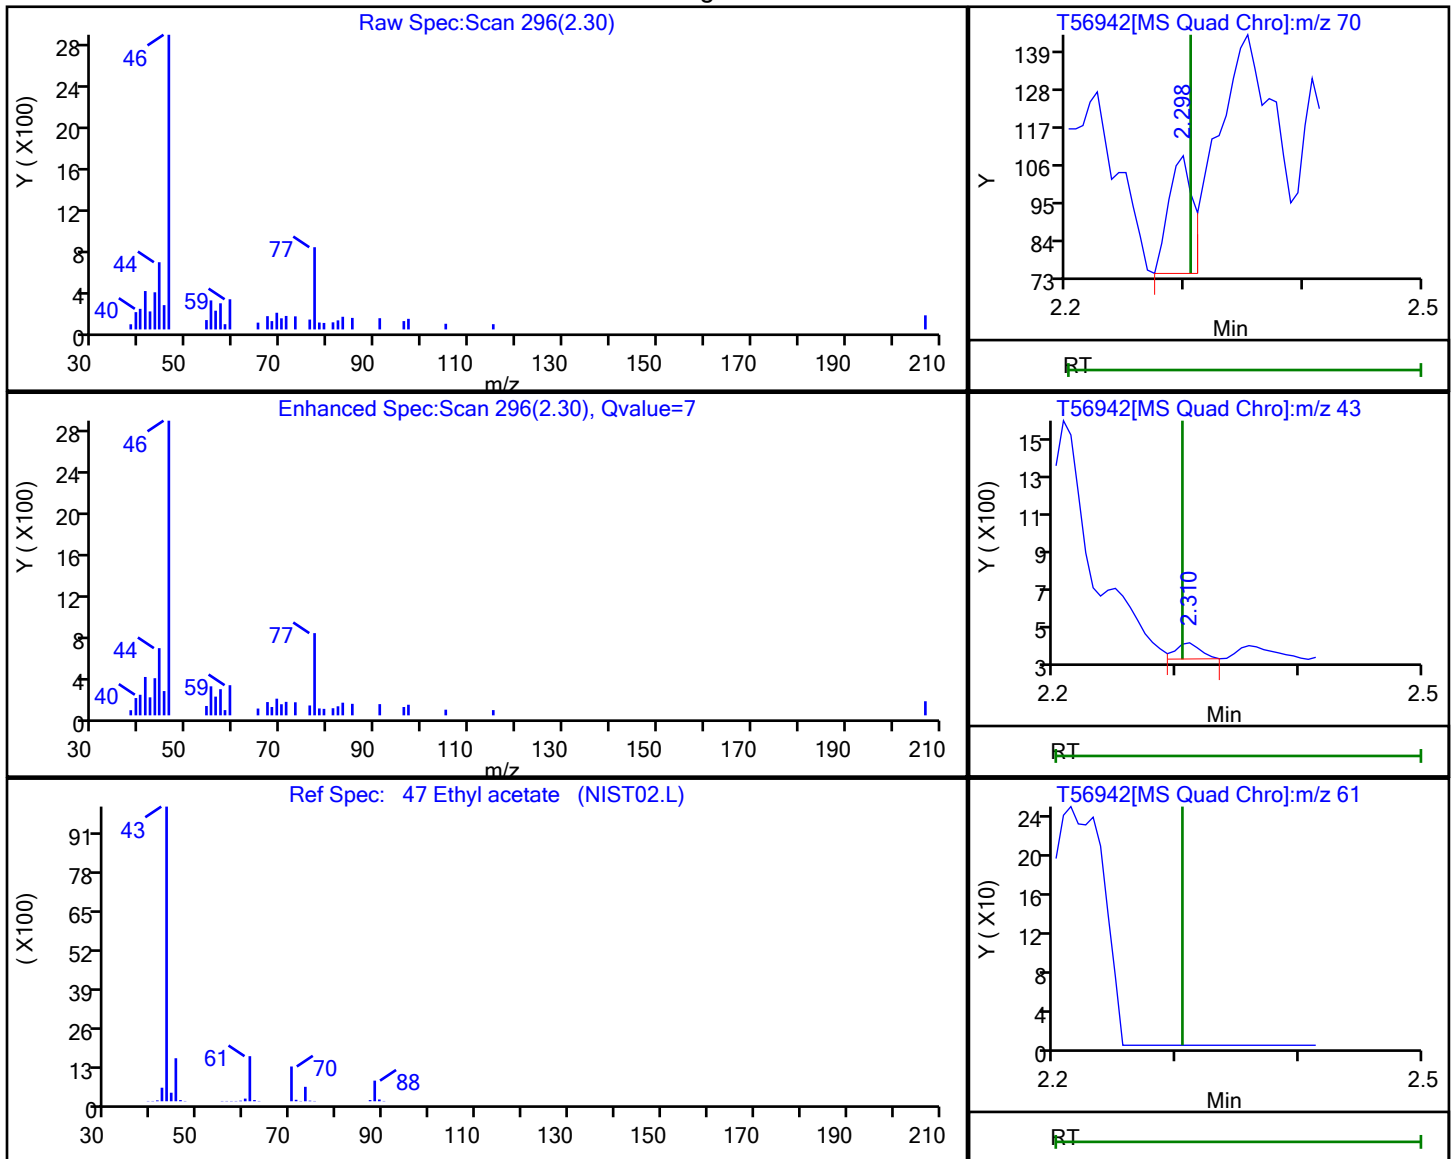 Raw Spec:Scan 296(2.30)
Y ( X100)
28
24
20
16
12
8
4
0
46
44
40
59
77
30 50 70 90 110 130 150 170 190 210
m/z
T56942[MS Quad Chro]:m/z 70
Y
139
128
117
106
95
84
73
2.298
2.2 2.5
Min
RT
Enhanced Spec:Scan 296(2.30), Qvalue=7
Y ( X100)
28
24
20
16
12
8
4
0
46
44
40
59
77
30 50 70 90 110 130 150 170 190 210
m/z
T56942[MS Quad Chro]:m/z 43
Y ( X100)
15
13
11
9
7
5
3
2.310
2.2 2.5
Min
RT
Ref Spec: 47 Ethyl acetate (NIST02.L)
( X100)
91
78
65
52
39
26
13
0
43
61
70
88
30 50 70 90 110 130 150 170 190 210
T56942[MS Quad Chro]:m/z 61
Y ( X10)
24
20
16
12
8
4
0
2.2 2.5
Min
RT